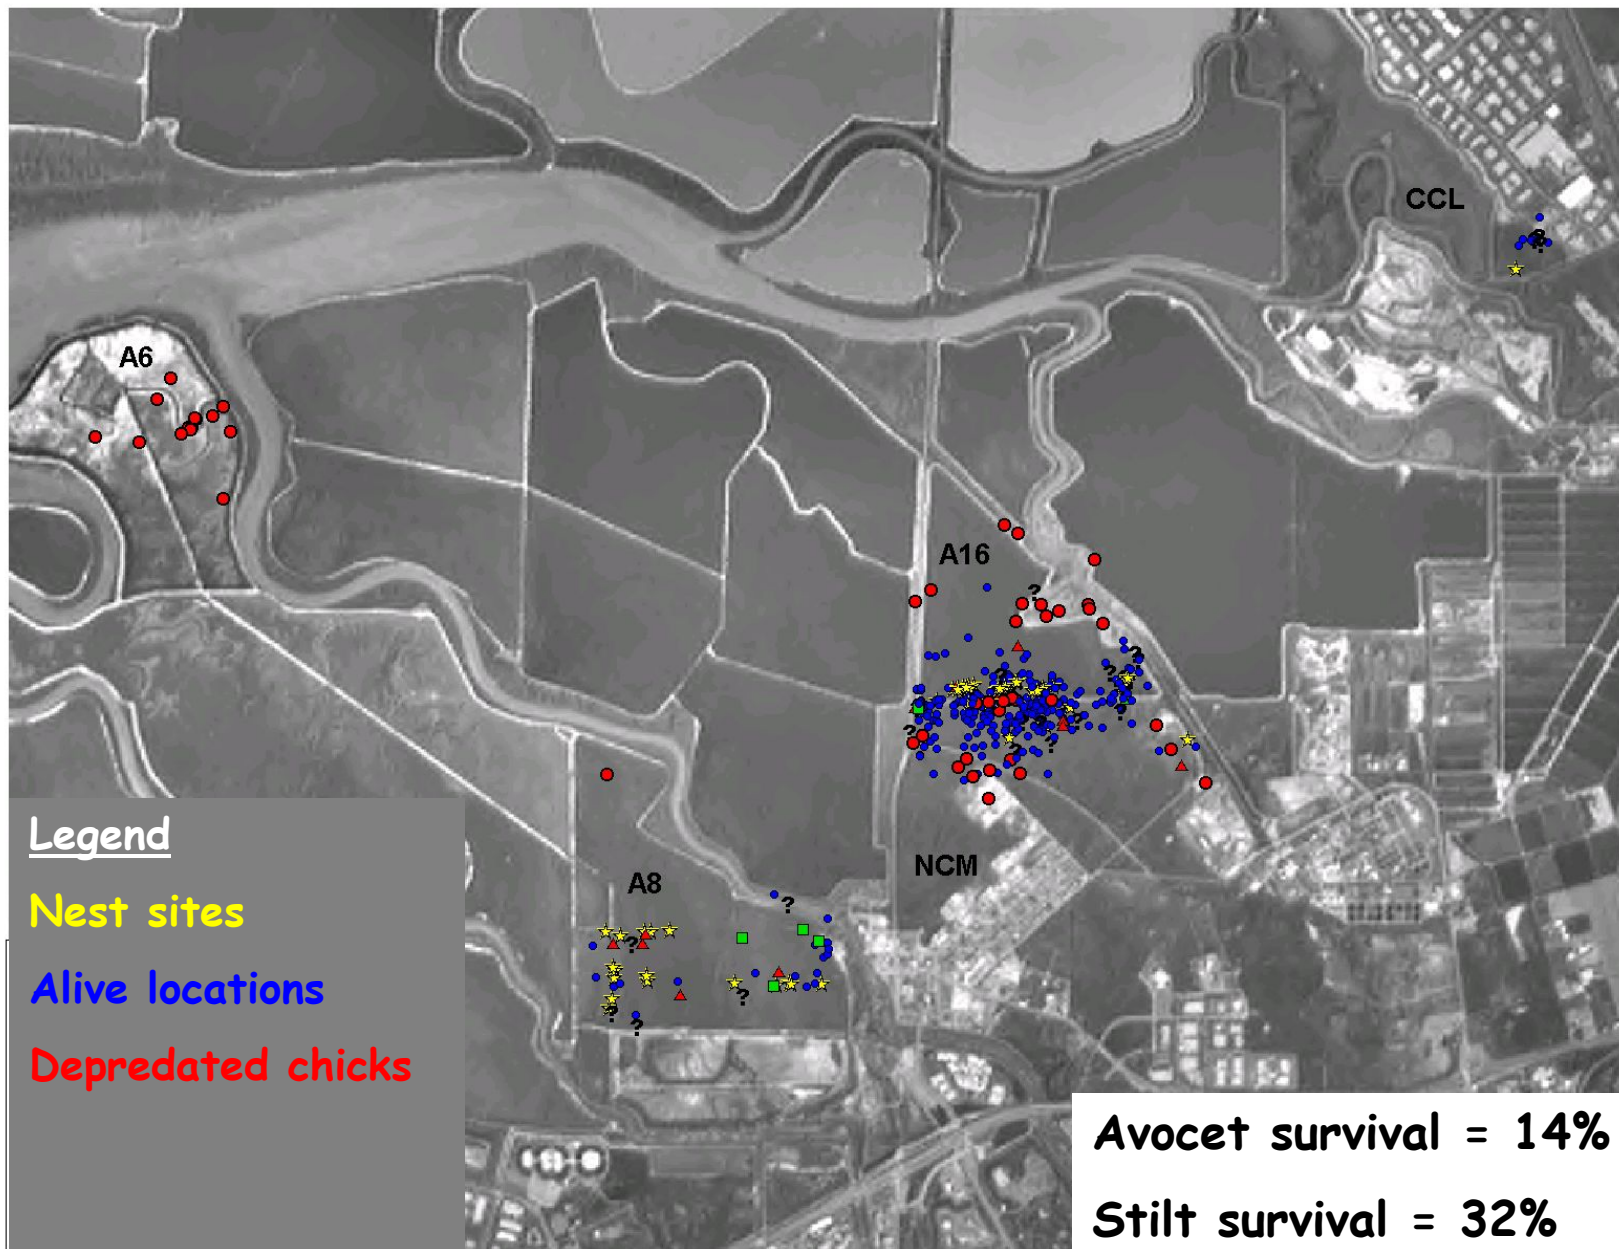 CCL
A6
A16
?
?
?
?
?
?
?
?
?
NCM
A8
?
?
?
?
?
Legend
Nest sites
Alive locations
Depredated chicks
Avocet survival = 14%
Stilt survival = 32%